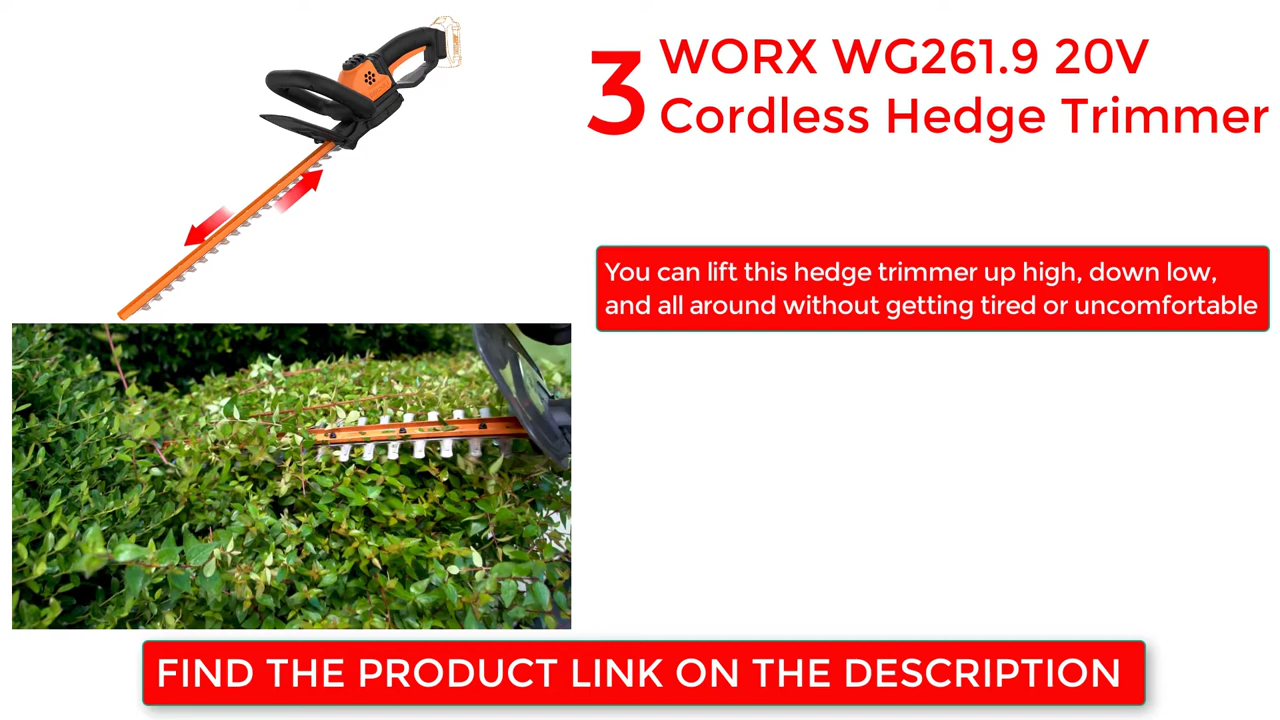 3
WORX WG261.9 20V
Cordless Hedge Trimmer
You can lift this hedge trimmer up high, down low,
and all around without getting tired or uncomfortable
FIND THE PRODUCT LINK ON THE DESCRIPTION